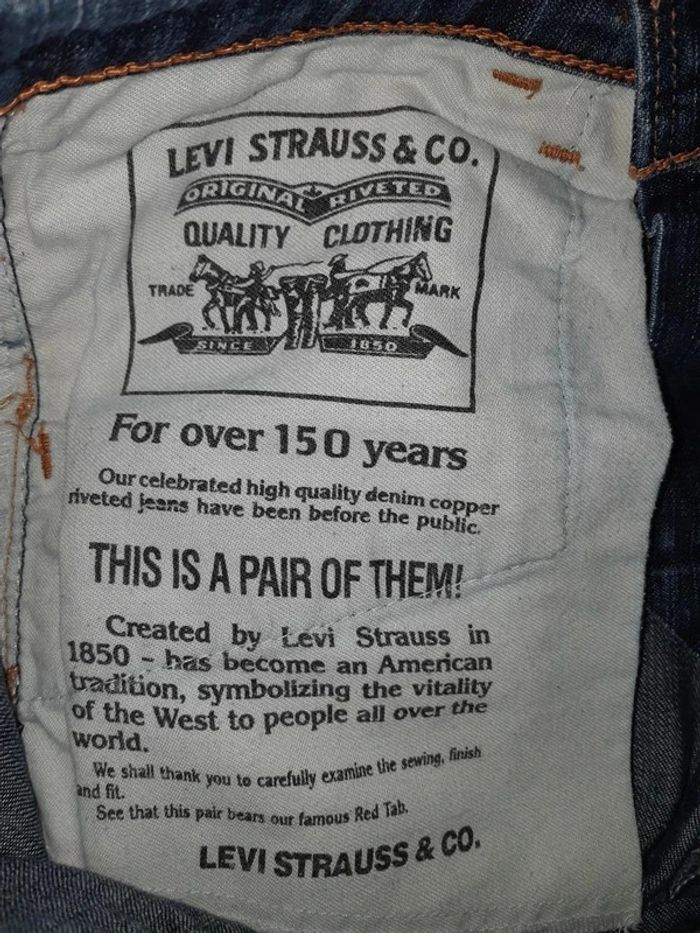 LEVI STRAUSS & CO.
ORIGINAL RIVETED
QUALITY CLOTHING
TRADE MARK
SINCE 1850
For over 150 years
Our celebrated high quality denim copper
riveted jeans have been before the public.
THIS IS A PAIR OF THEM!
Created by Levi Strauss in
1850 – has become an American
tradition, symbolizing the vitality
of the West to people all over the
world.
We shall thank you to carefully examine the sewing, finish
and fit.
See that this pair bears our famous Red Tab.
LEVI STRAUSS & CO.